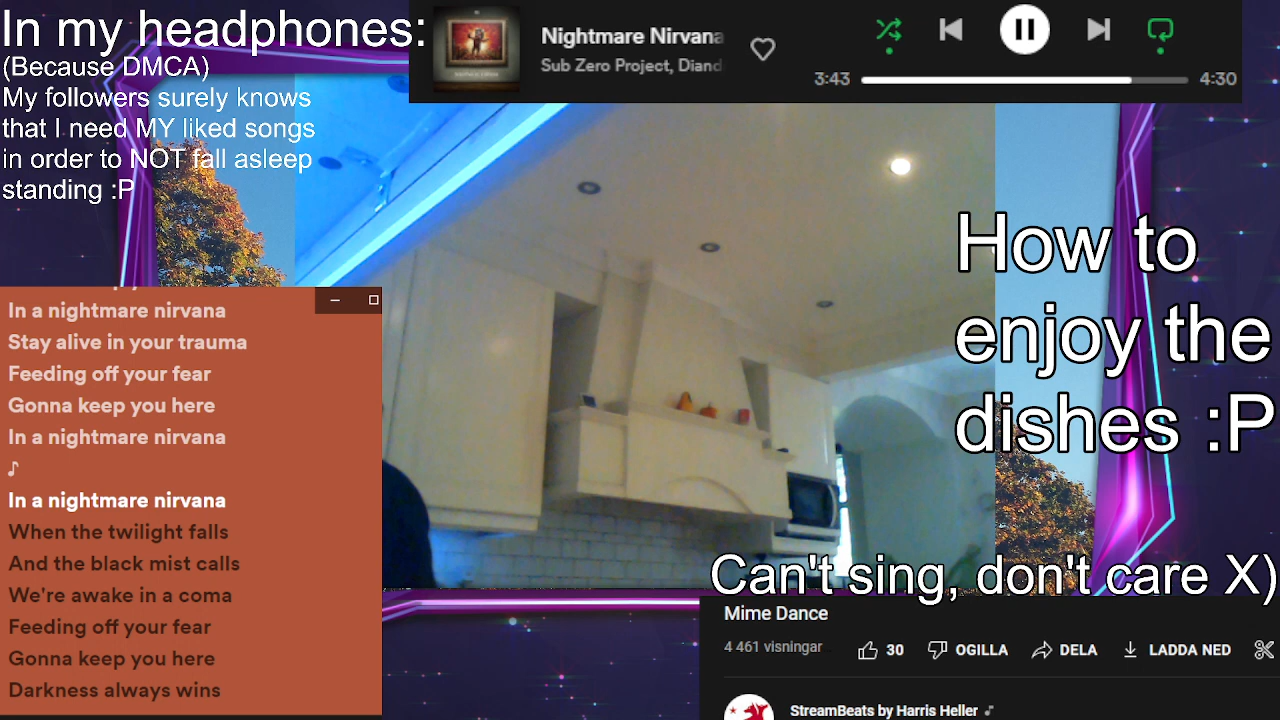 In my headphones:
(Because DMCA)
My followers surely knows
that I need MY liked songs
in order to NOT fall asleep
standing :P
Nightmare Nirvana
Sub Zero Project, Diand
3:43
4:30
How to
enjoy the
dishes :P
In a nightmare nirvana
Stay alive in your trauma
Feeding off your fear
Gonna keep you here
In a nightmare nirvana
♪
In a nightmare nirvana
When the twilight falls
And the black mist calls
We're awake in a coma
Feeding off your fear
Gonna keep you here
Darkness always wins
Can't sing, don't care X)
Mime Dance
4 461 visningar
30
OGILLA
DELA
LADDA NED
StreamBeats by Harris Heller